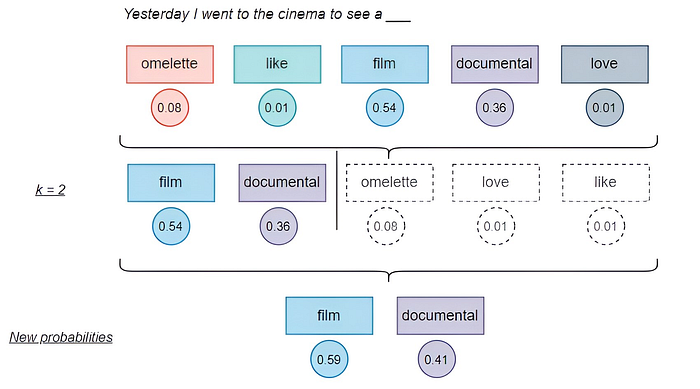 Yesterday I went to the cinema to see a ___
omelette like film documental love
0.08 0.01 0.54 0.36 0.01
k = 2
film documental omelette love like
0.54 0.36 0.08 0.01 0.01
New probabilities
film documental
0.59 0.41